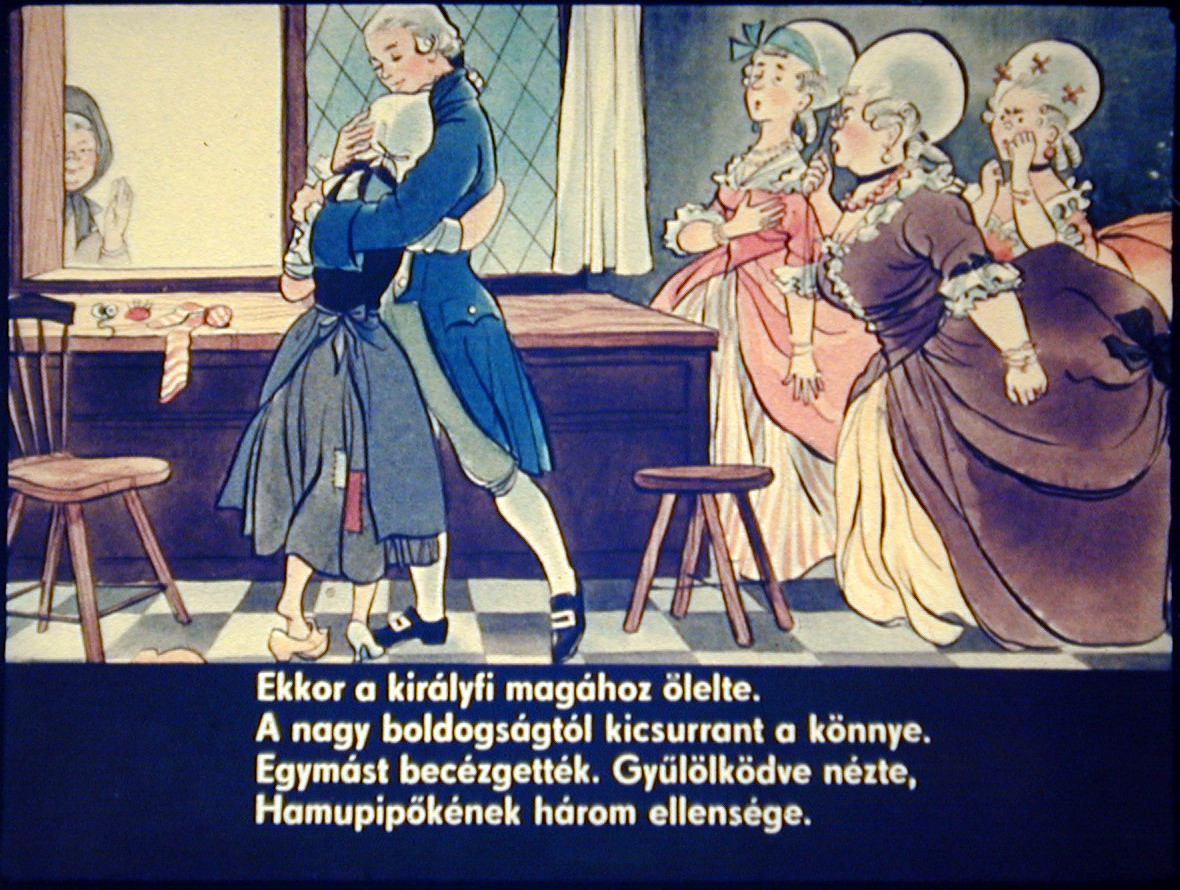 Ekkor a királyfi magához ölelte.
A nagy boldogságtól kicsurrant a könnye.
Egymást becézgették. Gyűlölködve nézte,
Hamupipőkének három ellensége.